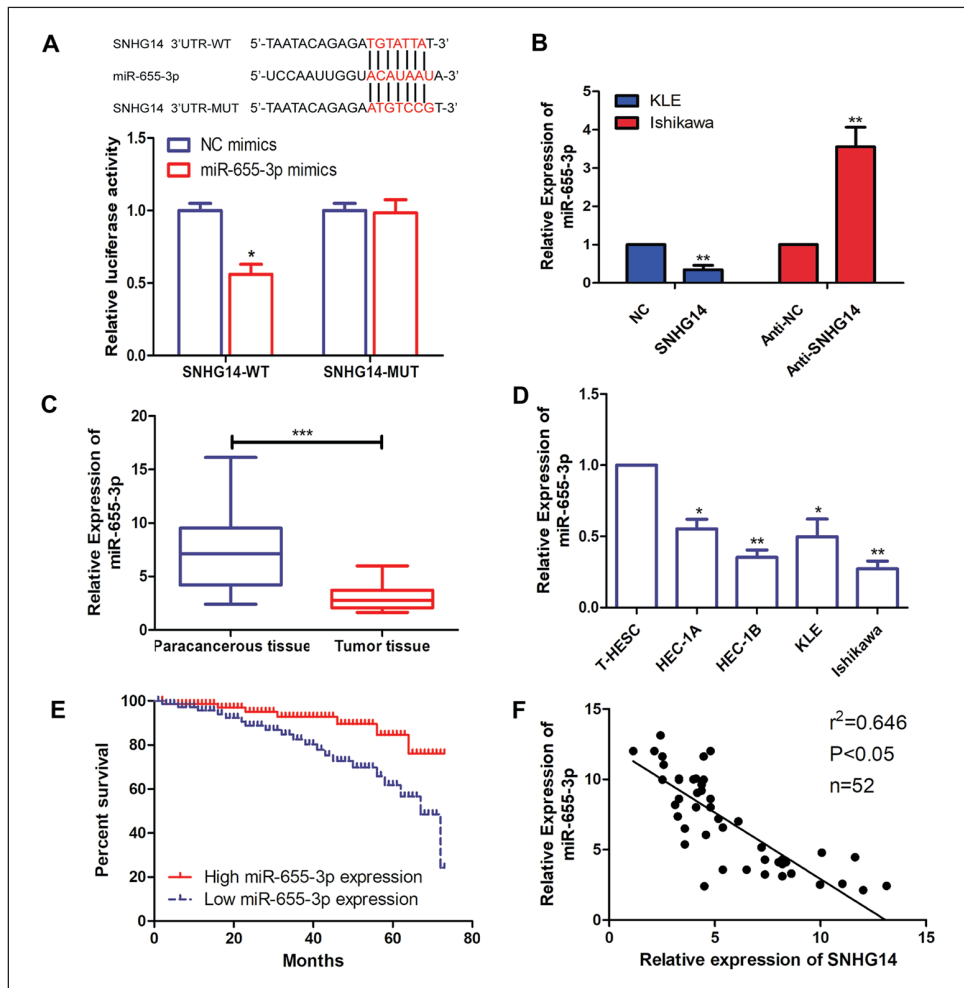 A
SNHG14 3'UTR-WT 5'-TAATACAGAGATGTATTAT-3'
miR-655-3p 5'-UCCAAUUGGUACAUAAUA-3'
SNHG14 3'UTR-MUT 5'-TAATACAGAGAATGTCCGT-3'
Relative luciferase activity
1.5
1.0
0.5
0.0
NC mimics
miR-655-3p mimics
*
SNHG14-WT
SNHG14-MUT
B
Relative Expression of
miR-655-3p
5
4
3
2
1
0
KLE
Ishikawa
**
**
NC
SNHG14
Anti-NC
Anti-SNHG14
C
Relative Expression of
miR-655-3p
20
15
10
5
0
***
Paracancerous tissue
Tumor tissue
D
Relative Expression of
miR-655-3p
1.5
1.0
0.5
0.0
*
**
*
**
T-HESC
HEC-1A
HEC-1B
KLE
Ishikawa
E
Percent survival
100
80
60
40
20
0
High miR-655-3p expression
Low miR-655-3p expression
0 20 40 60 80
Months
F
Relative Expression of
miR-655-3p
15
10
5
0
r²=0.646
P<0.05
n=52
0 5 10 15
Relative expression of SNHG14